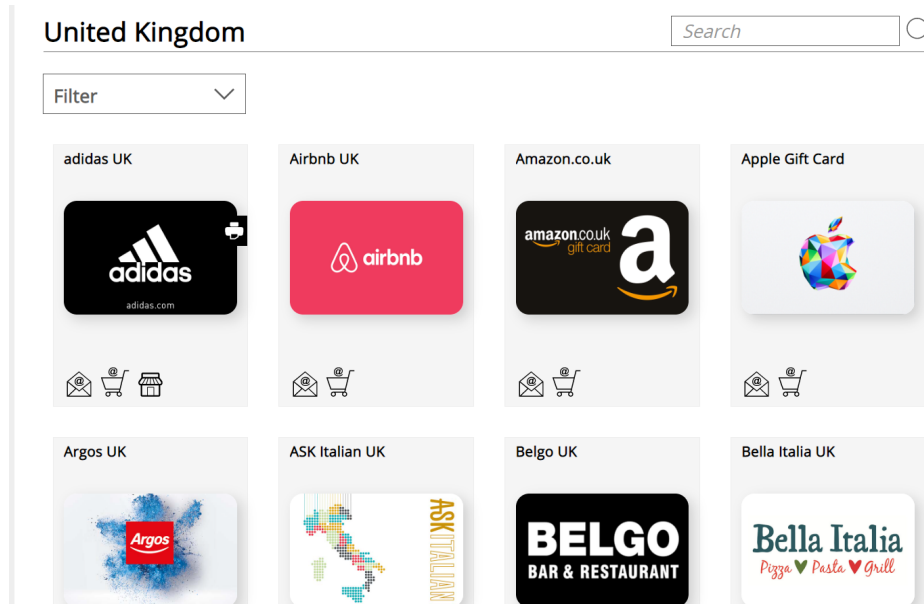 United Kingdom
Search
Filter
adidas UK
Airbnb UK
Amazon.co.uk
Apple Gift Card
adidas
adidas.com
airbnb
amazon.co.uk
gift card
a
@
@
@
@
@
@
@
@
Argos UK
ASK Italian UK
Belgo UK
Bella Italia UK
Argos
ASK ITALIAN
BELGO
BAR & RESTAURANT
Bella Italia
Pizza Pasta Grill